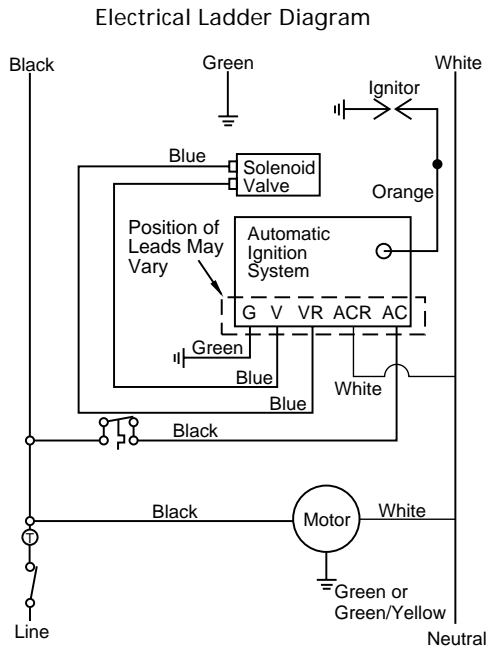 Electrical Ladder Diagram
Black
Green
White
Ignitor
Blue
Solenoid
Valve
Orange
Position of
Leads May
Vary
Automatic
Ignition
System
G V VR ACR AC
Green
Blue
White
Blue
Black
Black
Motor
White
T
Green or
Green/Yellow
Line
Neutral